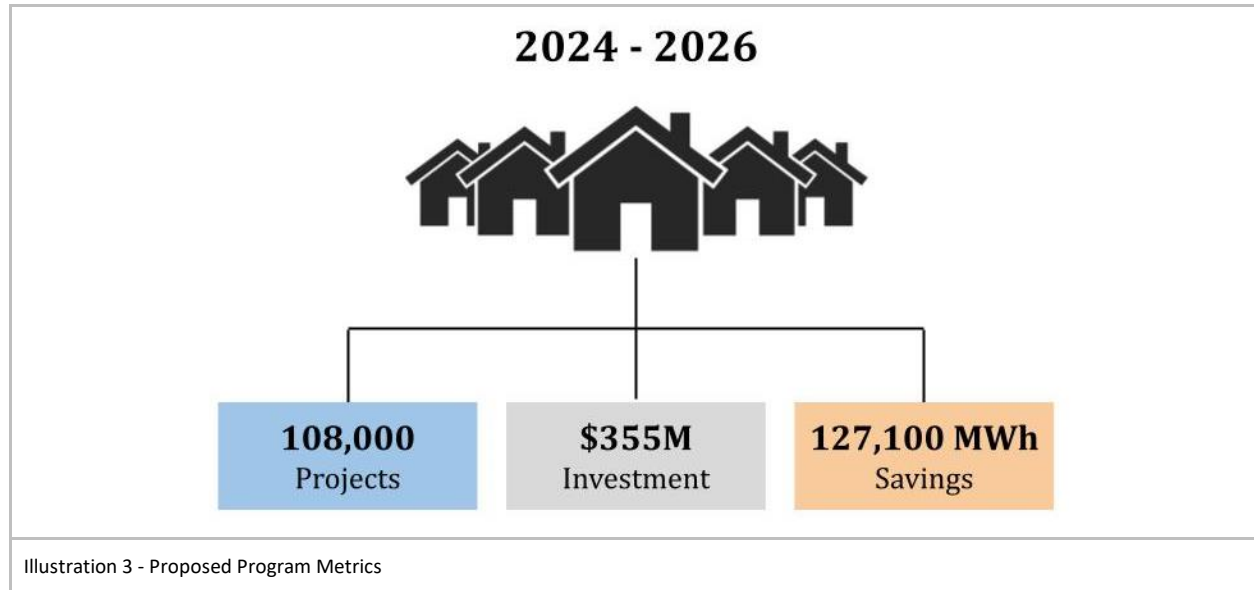 2024 - 2026
108,000
Projects
$355M
Investment
127,100 MWh
Savings
Illustration 3 - Proposed Program Metrics